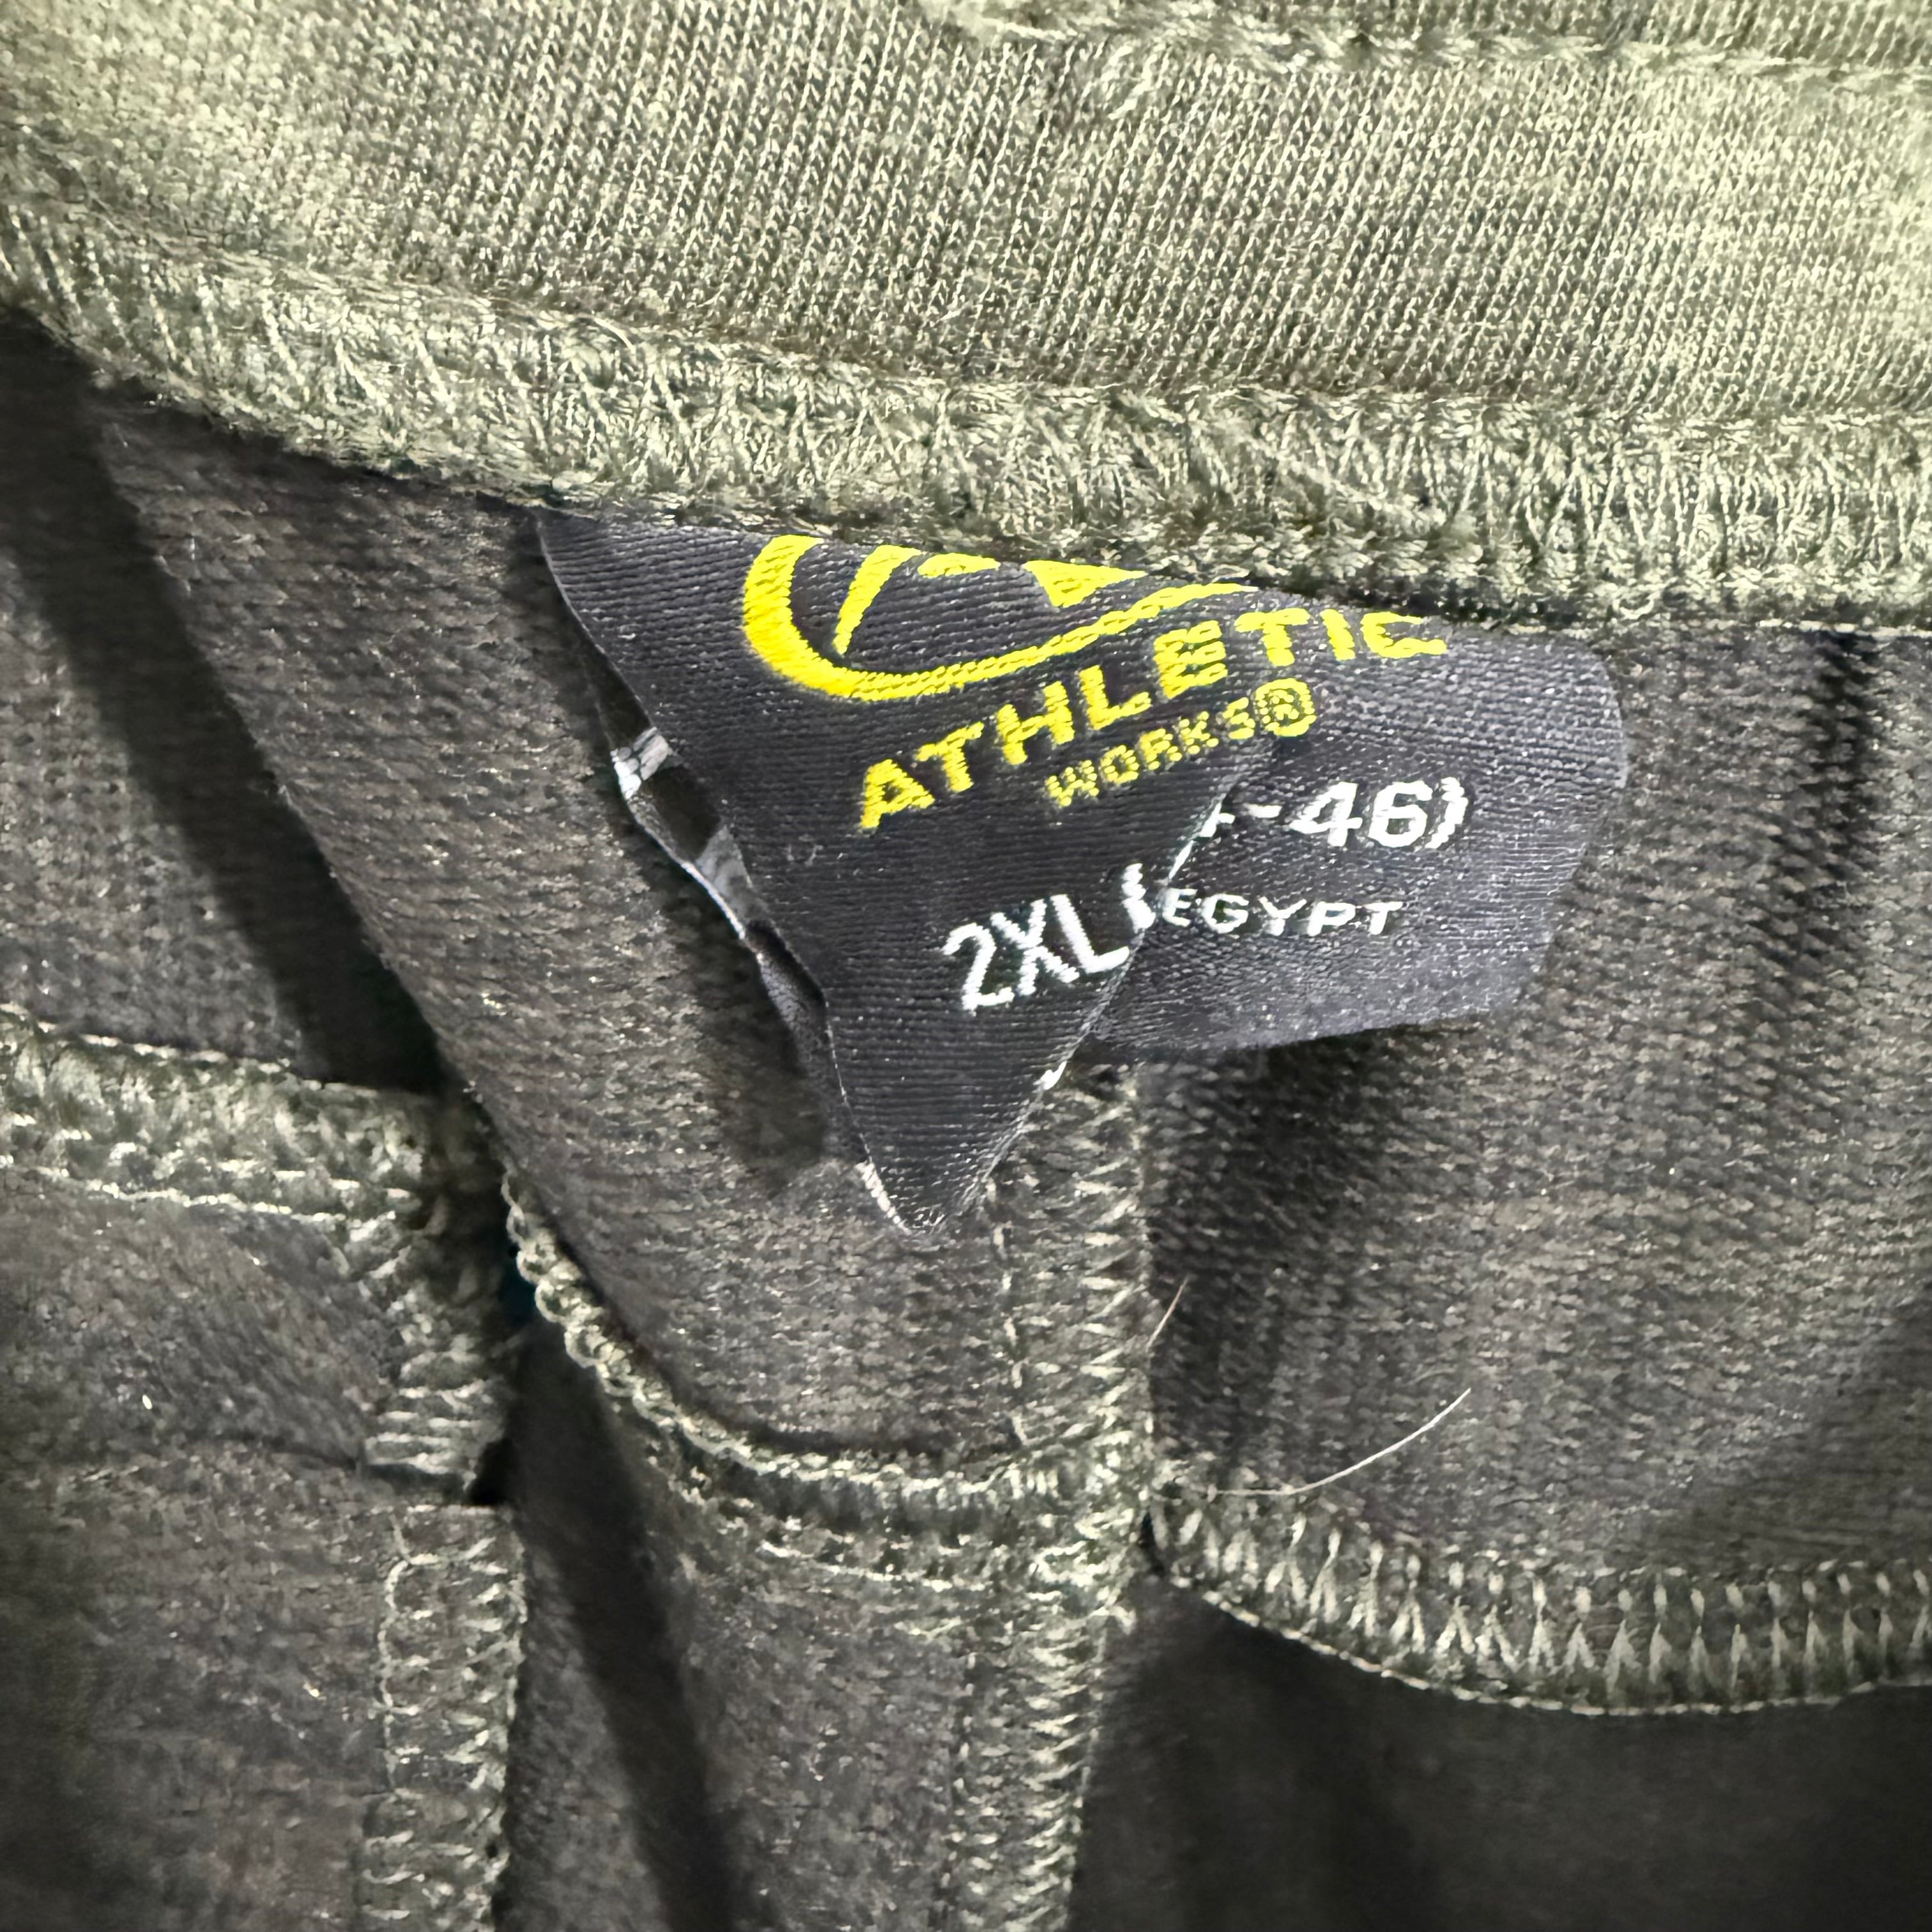 ATHLETIC
WORKS®
2XL( -46)
EGYPT